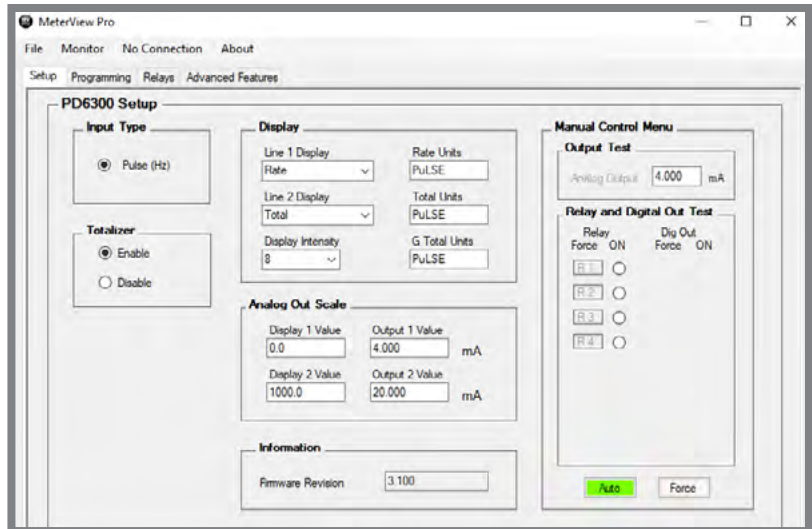 MeterView Pro
File Monitor No Connection About
Setup Programming Relays Advanced Features
PD6300 Setup
Input Type
Pulse (Hz)
Totalizer
Enable
Disable
Display
Line 1 Display Rate Units
Rate PuLSE
Line 2 Display Total Units
Total PuLSE
Display Intensity G Total Units
8 PuLSE
Analog Out Scale
Display 1 Value Output 1 Value
0.0 4.000 mA
Display 2 Value Output 2 Value
1000.0 20.000 mA
Information
Firmware Revision 3.100
Manual Control Menu
Output Test
Analog Output 4.000 mA
Relay and Digital Out Test
Relay Dig Out
Force ON Force ON
R 1
R 2
R 3
R 4
Auto Force